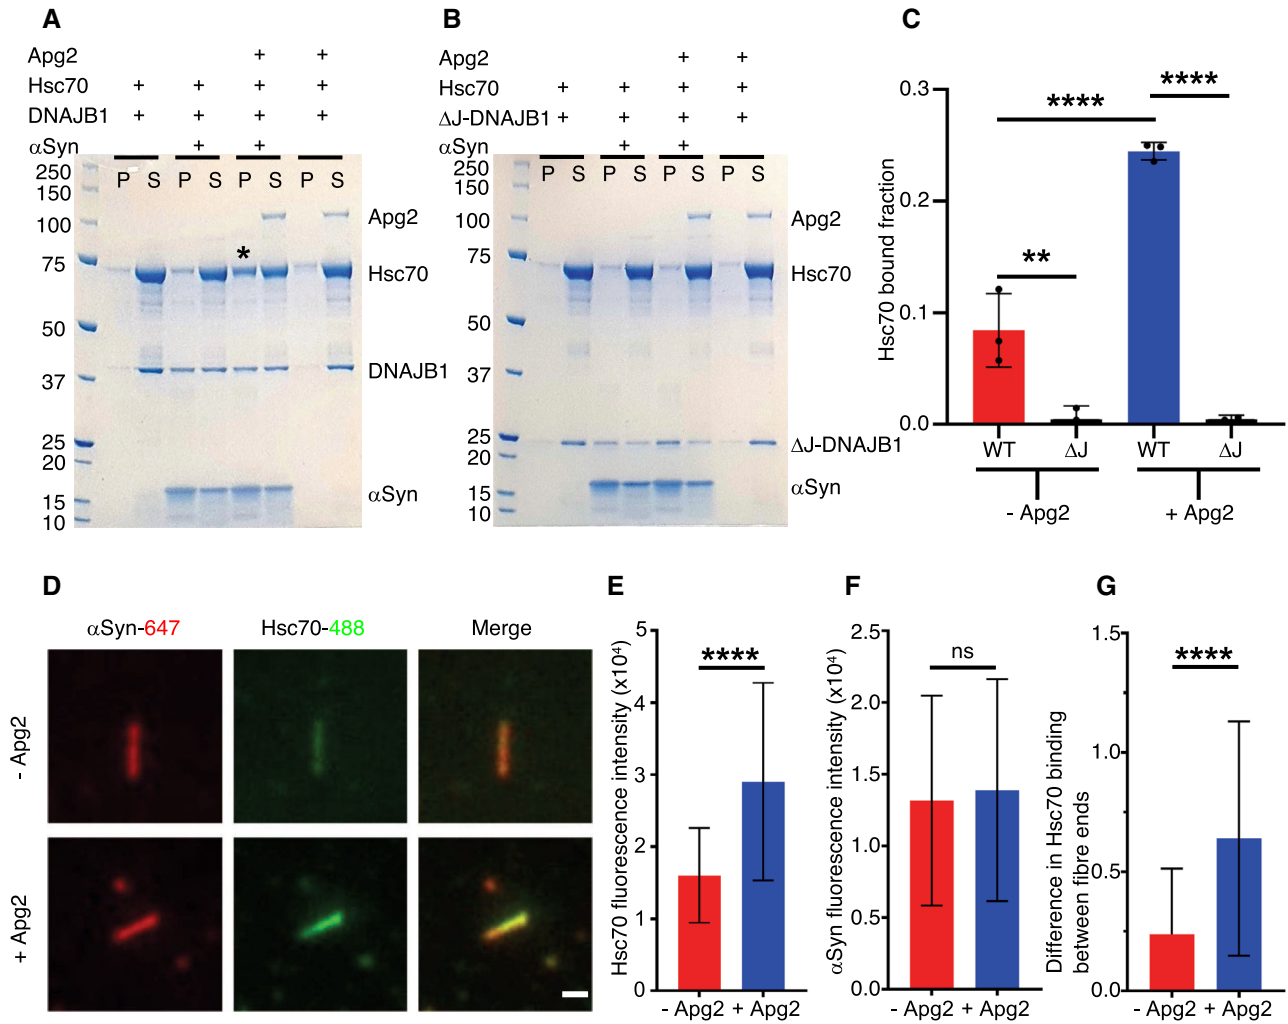 A
Apg2 + +
Hsc70 + + + +
DNAJB1 + + + +
αSyn + +
P S P S P S P S
250
150
100
75
50
37
25
20
15
10
*
Apg2
Hsc70
DNAJB1
αSyn
B
Apg2 + +
Hsc70 + + + +
ΔJ-DNAJB1 + + + +
αSyn + +
P S P S P S P S
250
150
100
75
50
37
25
20
15
10
Apg2
Hsc70
ΔJ-DNAJB1
αSyn
C
Hsc70 bound fraction
0.3
0.2
0.1
0.0
****
****
**
WT ΔJ WT ΔJ
- Apg2 + Apg2
D
αSyn-647 Hsc70-488 Merge
- Apg2
+ Apg2
E
Hsc70 fluorescence intensity (x10⁴)
5
4
3
2
1
0
****
- Apg2 + Apg2
F
αSyn fluorescence intensity (x10⁴)
2.5
2.0
1.5
1.0
0.5
0.0
ns
- Apg2 + Apg2
G
Difference in Hsc70 binding
between fibre ends
1.5
1.0
0.5
0.0
****
- Apg2 + Apg2